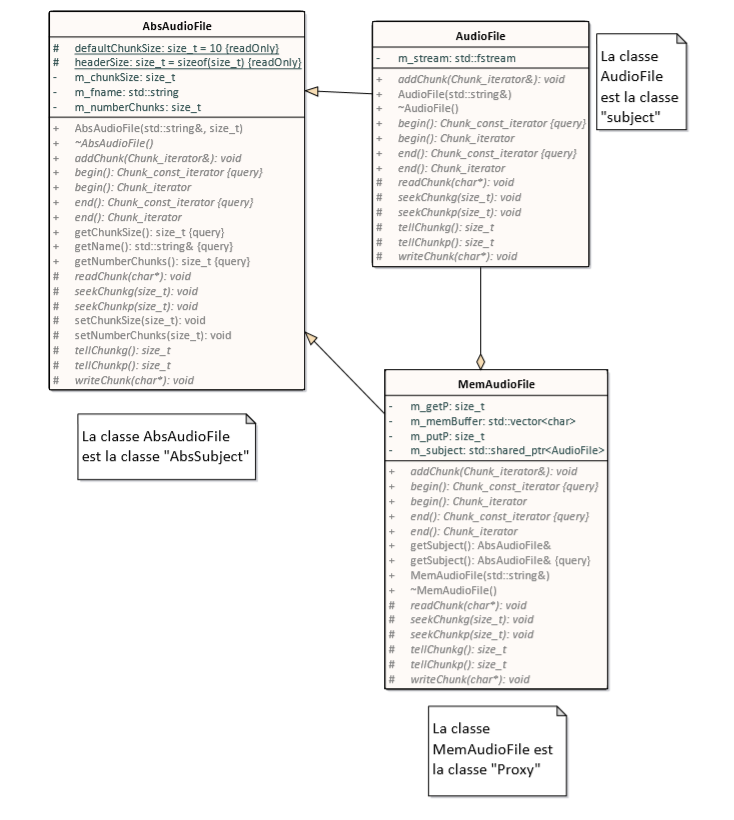 AbsAudioFile
# defaultChunkSize: size_t = 10 {readOnly}
# headerSize: size_t = sizeof(size_t) {readOnly}
- m_chunkSize: size_t
- m_fname: std::string
- m_numberChunks: size_t
+ AbsAudioFile(std::string&, size_t)
+ ~AbsAudioFile()
+ addChunk(Chunk_iterator&): void
+ begin(): Chunk_const_iterator {query}
+ begin(): Chunk_iterator
+ end(): Chunk_const_iterator {query}
+ end(): Chunk_iterator
+ getChunkSize(): size_t {query}
+ getName(): std::string& {query}
+ getNumberChunks(): size_t {query}
# readChunk(char*): void
# seekChunkg(size_t): void
# seekChunkp(size_t): void
# setChunkSize(size_t): void
# setNumberChunks(size_t): void
# tellChunkg(): size_t
# tellChunkp(): size_t
# writeChunk(char*): void
La classe AbsAudioFile
est la classe "AbsSubject"
AudioFile
- m_stream: std::fstream
+ addChunk(Chunk_iterator&): void
+ AudioFile(std::string&)
+ ~AudioFile()
+ begin(): Chunk_const_iterator {query}
+ begin(): Chunk_iterator
+ end(): Chunk_const_iterator {query}
+ end(): Chunk_iterator
# readChunk(char*): void
# seekChunkg(size_t): void
# seekChunkp(size_t): void
# tellChunkg(): size_t
# tellChunkp(): size_t
# writeChunk(char*): void
La classe
AudioFile
est la classe
"subject"
MemAudioFile
- m_getP: size_t
- m_memBuffer: std::vector<char>
- m_putP: size_t
- m_subject: std::shared_ptr<AudioFile>
+ addChunk(Chunk_iterator&): void
+ begin(): Chunk_const_iterator {query}
+ begin(): Chunk_iterator
+ end(): Chunk_const_iterator {query}
+ end(): Chunk_iterator
+ getSubject(): AbsAudioFile&
+ getSubject(): AbsAudioFile& {query}
+ MemAudioFile(std::string&)
+ ~MemAudioFile()
# readChunk(char*): void
# seekChunkg(size_t): void
# seekChunkp(size_t): void
# tellChunkg(): size_t
# tellChunkp(): size_t
# writeChunk(char*): void
La classe
MemAudioFile est
la classe "Proxy"